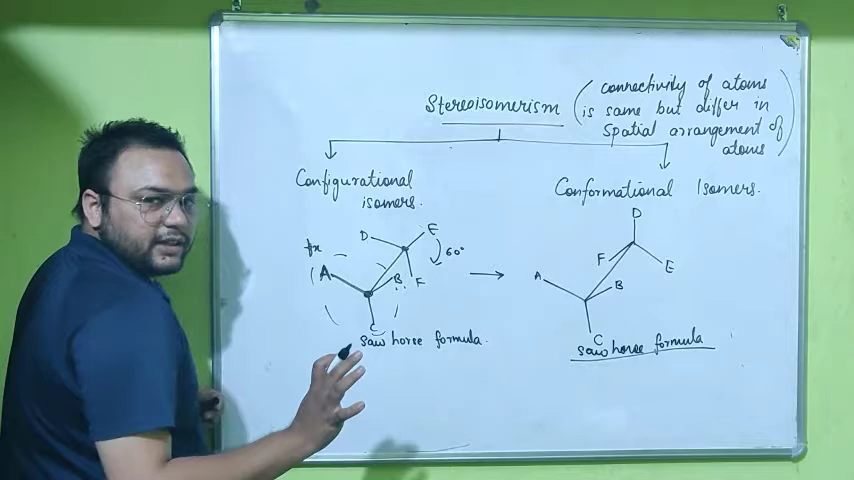 Stereoisomerism
(connectivity of atoms
is same but differ in
spatial arrangement of
atoms)
Configurational
isomers.
Conformational Isomers.
fix
D
E
60°
A
B
F
C
saw horse formula.
D
F
E
A
B
C
saw horse formula